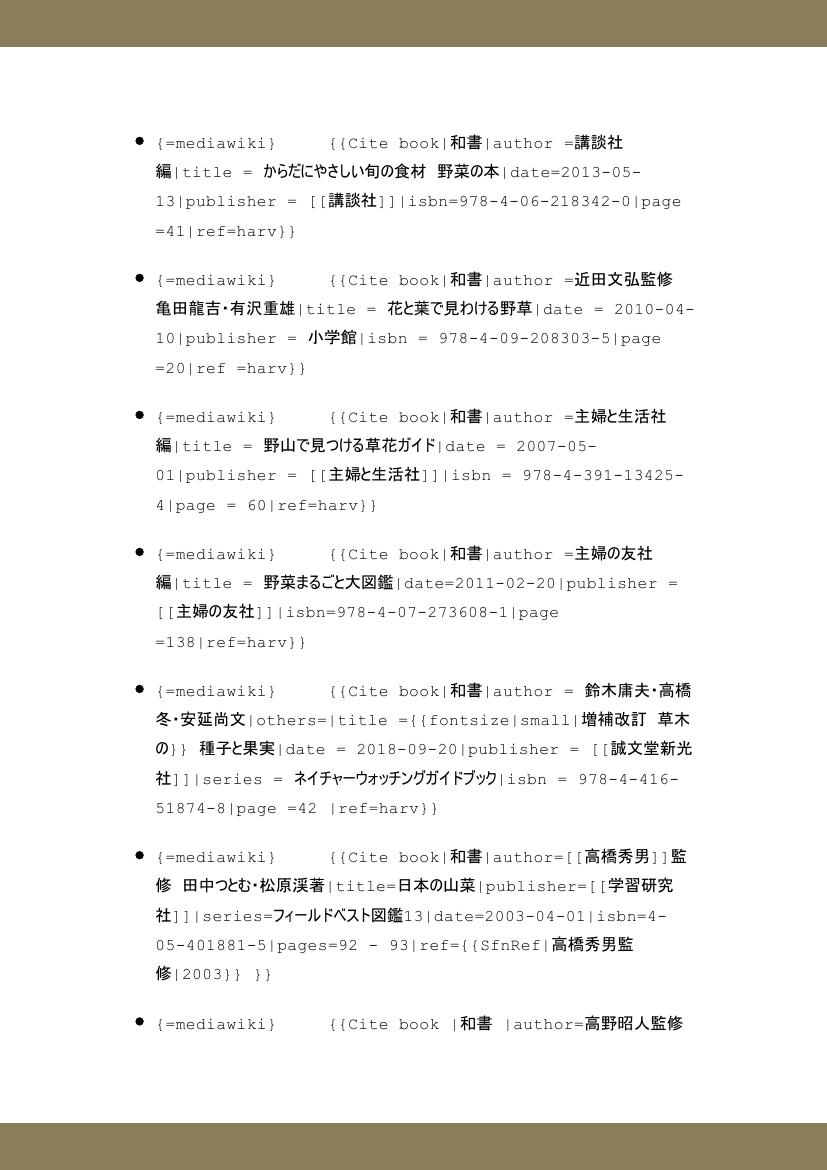 ● {=mediawiki}     {{Cite book|和書|author =講談社
編|title = からだにやさしい旬の食材　野菜の本|date=2013-05-
13|publisher = [[講談社]]|isbn=978-4-06-218342-0|page
=41|ref=harv}}
● {=mediawiki}     {{Cite book|和書|author =近田文弘監修
亀田龍吉・有沢重雄|title = 花と葉で見わける野草|date = 2010-04-
10|publisher = 小学館|isbn = 978-4-09-208303-5|page
=20|ref =harv}}
● {=mediawiki}     {{Cite book|和書|author =主婦と生活社
編|title = 野山で見つける草花ガイド|date = 2007-05-
01|publisher = [[主婦と生活社]]|isbn = 978-4-391-13425-
4|page = 60|ref=harv}}
● {=mediawiki}     {{Cite book|和書|author =主婦の友社
編|title = 野菜まるごと大図鑑|date=2011-02-20|publisher =
[[主婦の友社]]|isbn=978-4-07-273608-1|page
=138|ref=harv}}
● {=mediawiki}     {{Cite book|和書|author = 鈴木庸夫・高橋
冬・安延尚文|others=|title ={{fontsize|small|増補改訂　草木
の}} 種子と果実|date = 2018-09-20|publisher = [[誠文堂新光
社]]|series = ネイチャーウォッチングガイドブック|isbn = 978-4-416-
51874-8|page =42 |ref=harv}}
● {=mediawiki}     {{Cite book|和書|author=[[高橋秀男]]監
修　田中つとむ・松原渓著|title=日本の山菜|publisher=[[学習研究
社]]|series=フィールドベスト図鑑13|date=2003-04-01|isbn=4-
05-401881-5|pages=92 - 93|ref={{SfnRef|高橋秀男監
修|2003}} }}
● {=mediawiki}     {{Cite book |和書 |author=高野昭人監修